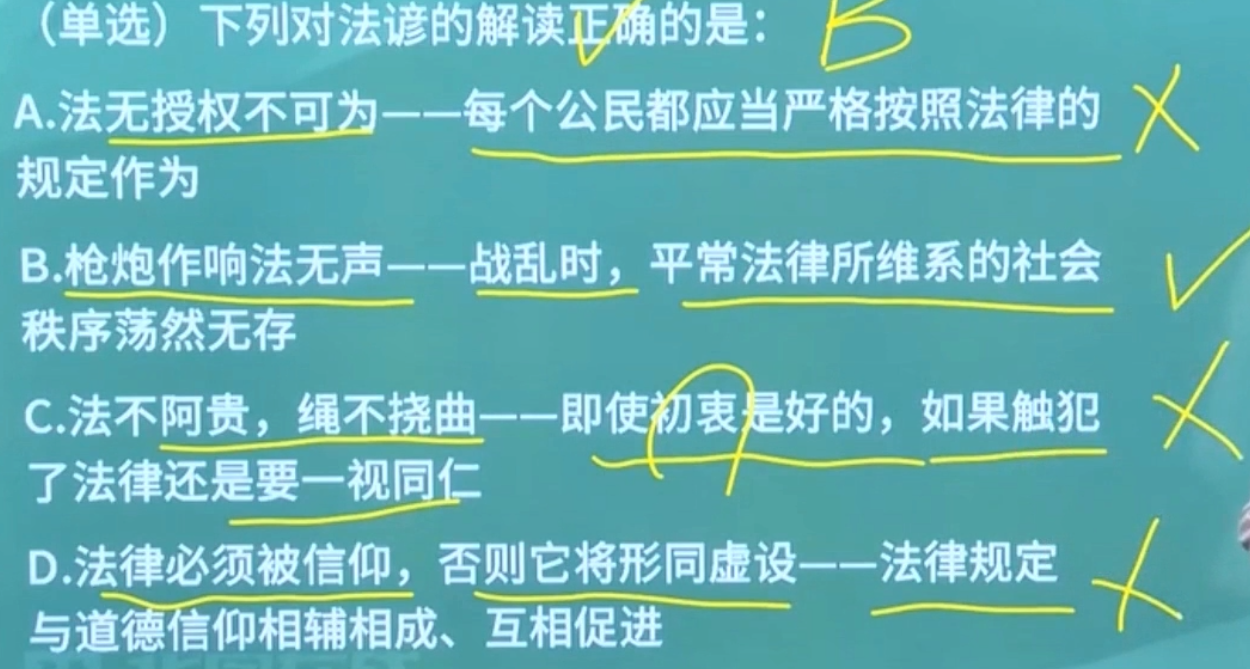 （单选）下列对法谚的解读正确的是： B
A.法无授权不可为——每个公民都应当严格按照法律的
规定作为
B.枪炮作响法无声——战乱时，平常法律所维系的社会
秩序荡然无存
C.法不阿贵，绳不挠曲——即使初衷是好的，如果触犯
了法律还是要一视同仁
D.法律必须被信仰，否则它将形同虚设——法律规定
与道德信仰相辅相成、互相促进